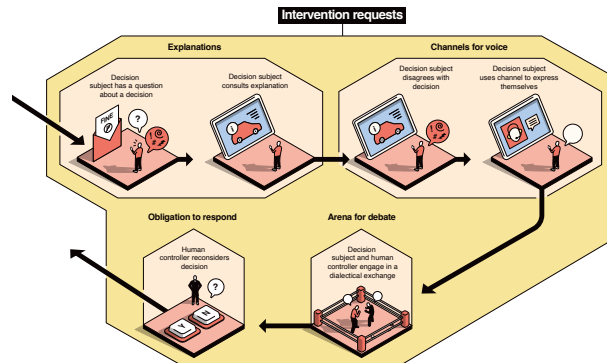 Intervention requests
Explanations
Channels for voice
Decision
subject has a question
about a decision
Decision subject
consults explanation
Decision subject
disagrees with
decision
Decision subject
uses channel to express
themselves
FINE
?
i
i
!
#
Obligation to respond
Arena for debate
Human
controller reconsiders
decision
Decision
subject and human
controller engage in a
dialectical exchange
?
Y
N